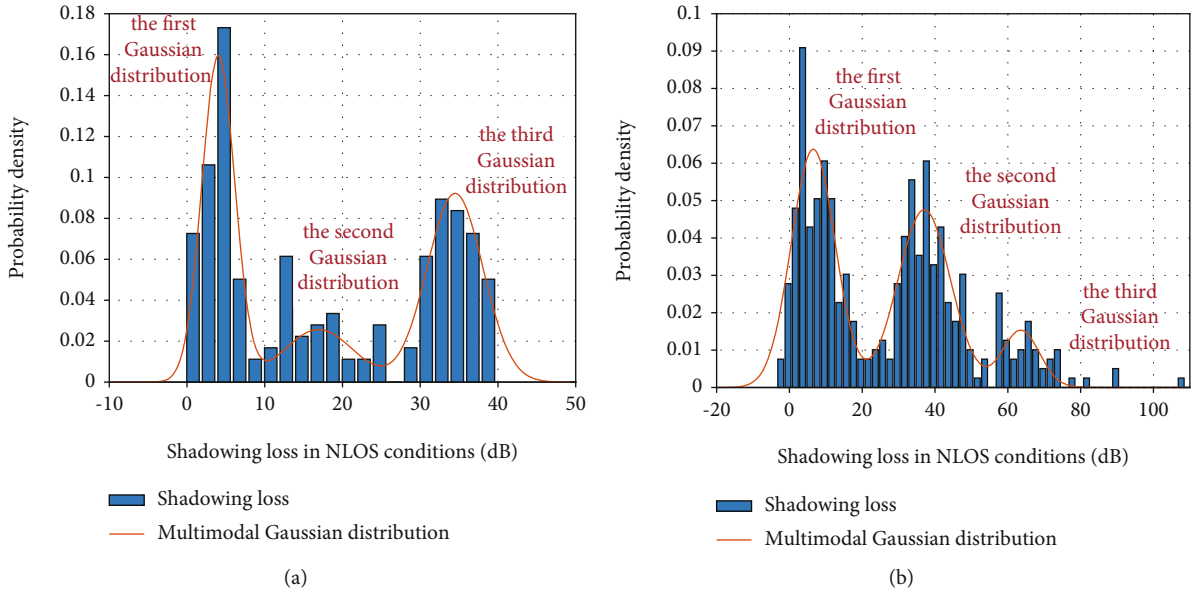 0.18
0.16
0.14
0.12
0.1
0.08
0.06
0.04
0.02
0
-10
0
10
20
30
40
50
Probability density
the first
Gaussian
distribution
the second
Gaussian
distribution
the third
Gaussian
distribution
Shadowing loss in NLOS conditions (dB)
Shadowing loss
Multimodal Gaussian distribution
(a)
0.1
0.09
0.08
0.07
0.06
0.05
0.04
0.03
0.02
0.01
0
-20
0
20
40
60
80
100
Probability density
the first
Gaussian
distribution
the second
Gaussian
distribution
the third
Gaussian
distribution
Shadowing loss in NLOS conditions (dB)
Shadowing loss
Multimodal Gaussian distribution
(b)